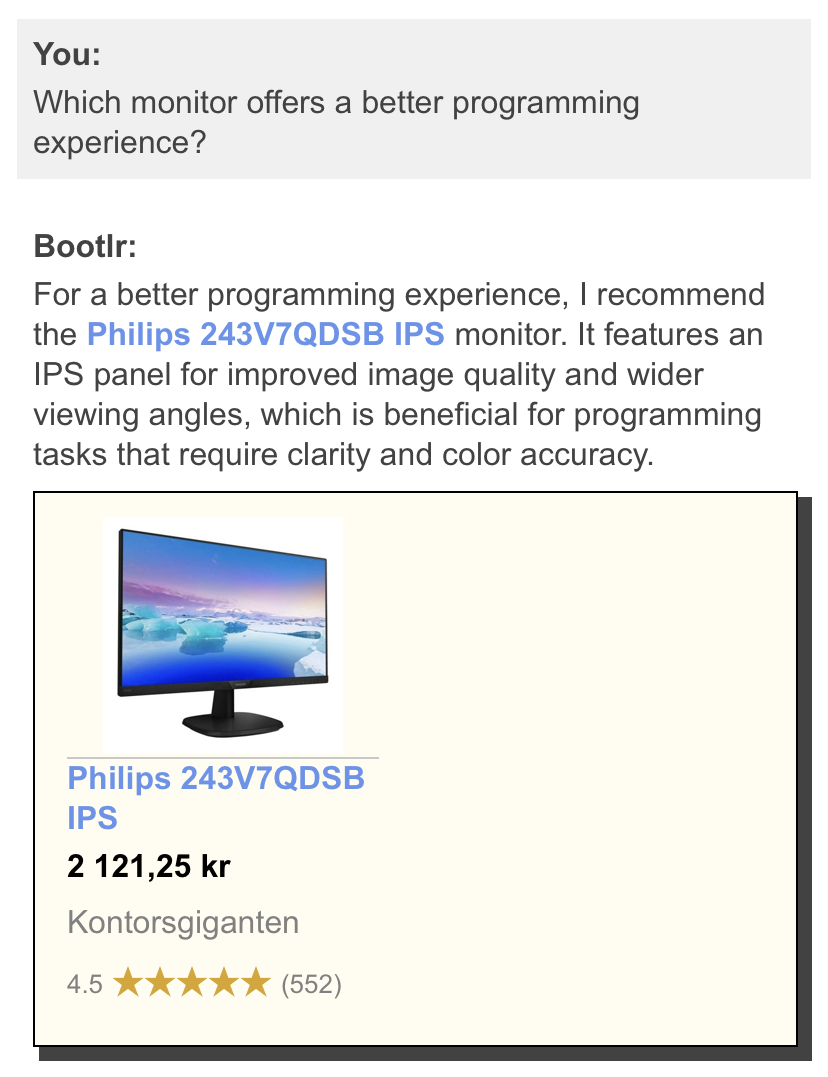 You:
Which monitor offers a better programming
experience?
Bootlr:
For a better programming experience, I recommend
the Philips 243V7QDSB IPS monitor. It features an
IPS panel for improved image quality and wider
viewing angles, which is beneficial for programming
tasks that require clarity and color accuracy.
Philips 243V7QDSB
IPS
2 121,25 kr
Kontorsgiganten
4.5 ★★★★★ (552)